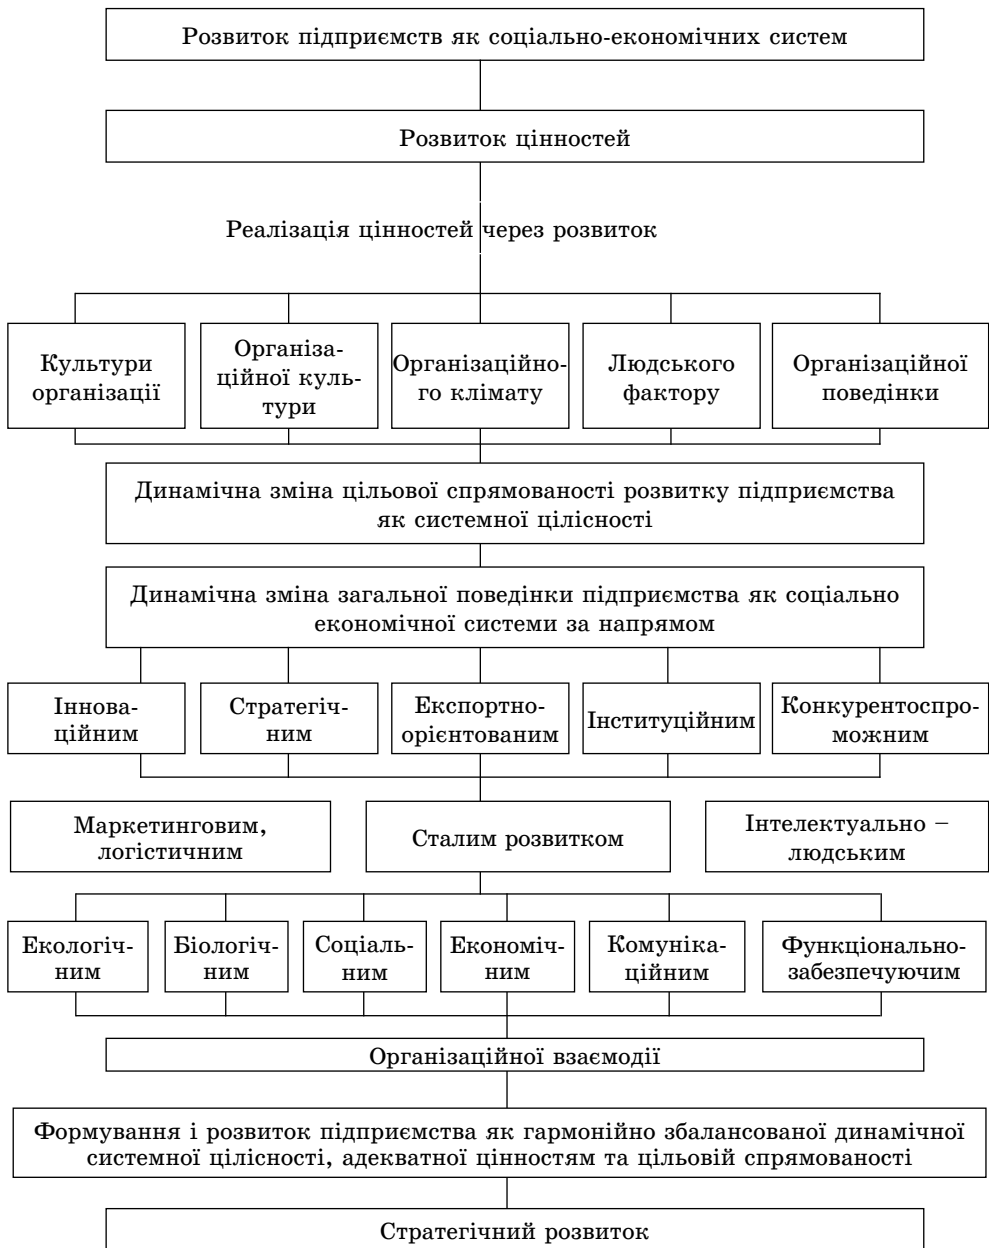 Розвиток підприємств як соціально-економічних систем
Розвиток цінностей
Реалізація цінностей через розвиток
Культури
організації
Організа-
ційної куль-
тури
Організаційно-
го клімату
Людського
фактору
Організаційної
поведінки
Динамічна зміна цільової спрямованості розвитку підприємства
як системної цілісності
Динамічна зміна загальної поведінки підприємства як соціально
економічної системи за напрямом
Іннова-
ційним
Стратегіч-
ним
Експортно-
орієнтованим
Інституційним
Конкурентоспро-
можним
Маркетинговим,
логістичним
Сталим розвитком
Інтелектуально –
людським
Екологіч-
ним
Біологіч-
ним
Соціаль-
ним
Економіч-
ним
Комуніка-
ційним
Функціонально-
забезпечуючим
Організаційної взаємодії
Формування і розвиток підприємства як гармонійно збалансованої динамічної
системної цілісності, адекватної цінностям та цільовій спрямованості
Стратегічний розвиток